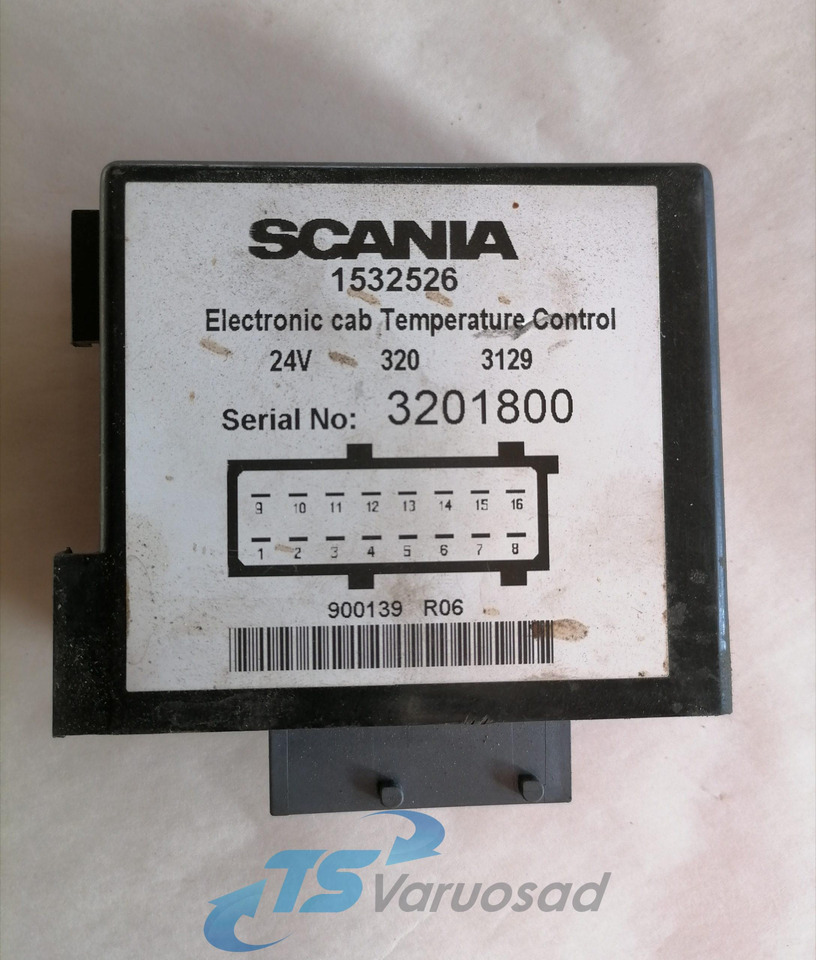 SCANIA
1532526
Electronic cab Temperature Control
24V 320 3129
Serial No: 3201800
9 10 11 12 13 14 15 16
1 2 3 4 5 6 7 8
900139 R06
TS Varuosad